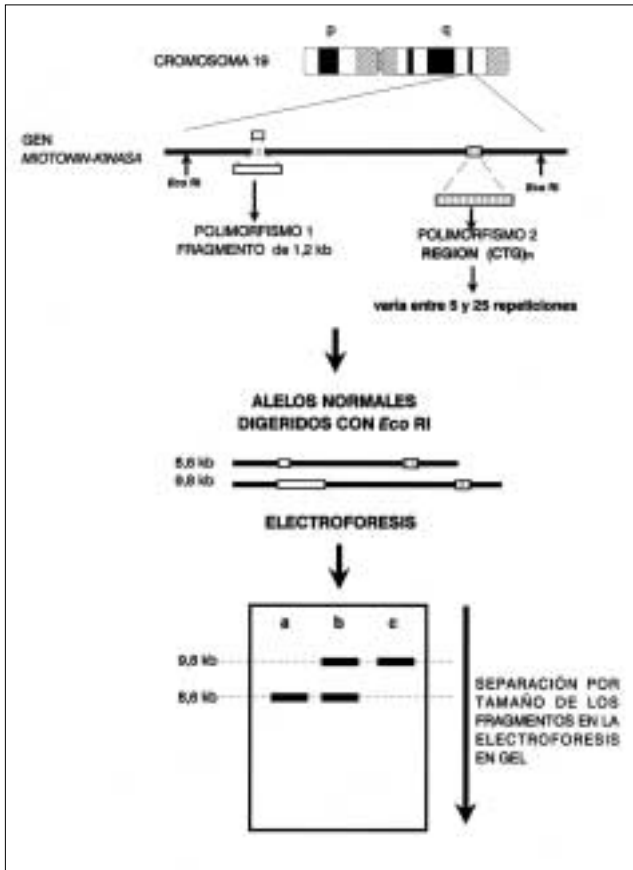 p q
CROMOSOMA 19
GEN
MIOTONIN-KINASA
Eco RI
Eco RI
POLIMORFISMO 1
FRAGMENTO de 1,2 kb
POLIMORFISMO 2
REGION (CTG)n
varia entre 5 y 25 repeticiones
ALELOS NORMALES
DIGERIDOS CON Eco RI
8,6 kb
9,8 kb
ELECTROFORESIS
a b c
9,8 kb
8,6 kb
SEPARACIÓN POR
TAMAÑO DE LOS
FRAGMENTOS EN LA
ELECTROFORESIS
EN GEL